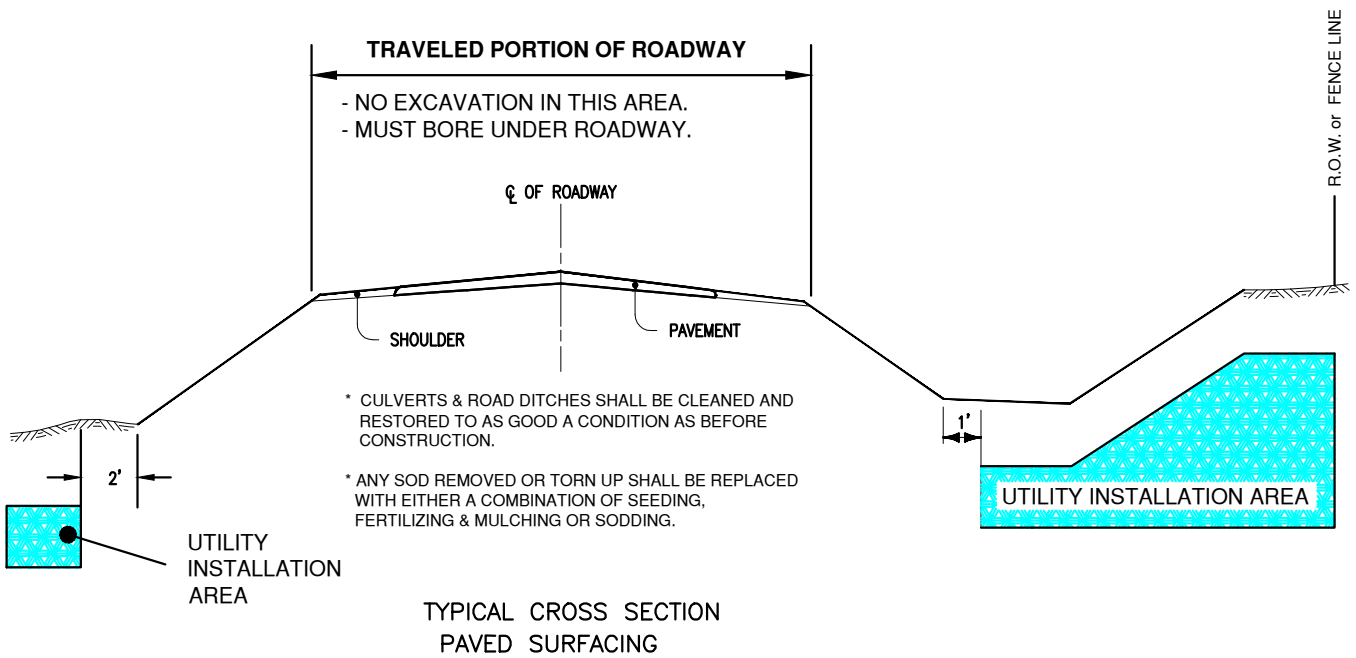 TRAVELED PORTION OF ROADWAY
- NO EXCAVATION IN THIS AREA.
- MUST BORE UNDER ROADWAY.
R.O.W. or FENCE LINE
℄ OF ROADWAY
SHOULDER
PAVEMENT
* CULVERTS & ROAD DITCHES SHALL BE CLEANED AND
RESTORED TO AS GOOD A CONDITION AS BEFORE
CONSTRUCTION.
* ANY SOD REMOVED OR TORN UP SHALL BE REPLACED
WITH EITHER A COMBINATION OF SEEDING,
FERTILIZING & MULCHING OR SODDING.
2'
1'
UTILITY INSTALLATION AREA
UTILITY
INSTALLATION
AREA
TYPICAL CROSS SECTION
PAVED SURFACING